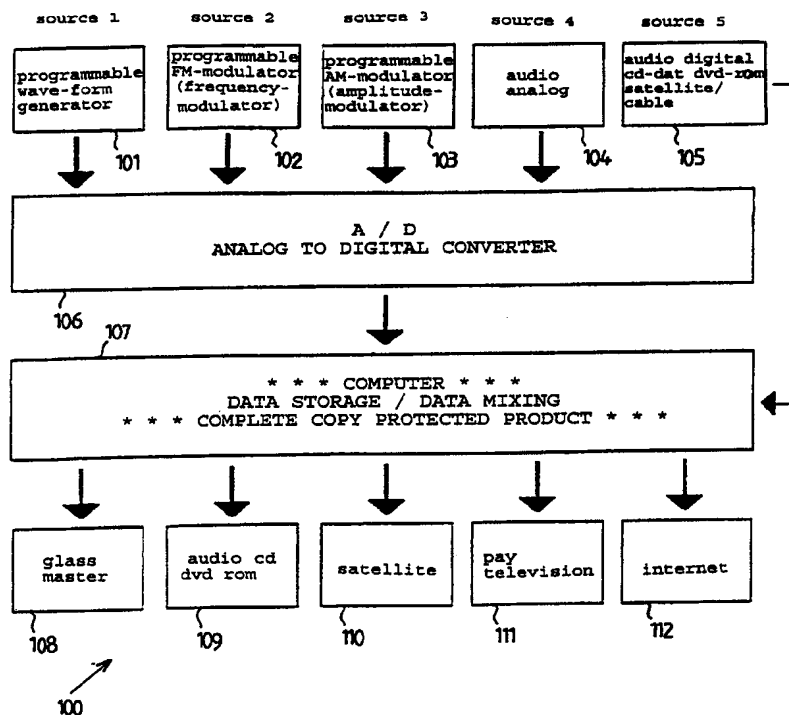 source 1
source 2
source 3
source 4
source 5
programmable
wave-form
generator
programmable
FM-modulator
(frequency-
modulator)
programmable
AM-modulator
(amplitude-
modulator)
audio
analog
audio digital
cd-dat dvd-rom
satellite/
cable
101
102
103
104
105
A / D
ANALOG TO DIGITAL CONVERTER
106
107
* * * COMPUTER * * *
DATA STORAGE / DATA MIXING
* * * COMPLETE COPY PROTECTED PRODUCT * * *
glass
master
audio cd
dvd rom
satellite
pay
television
internet
108
109
110
111
112
100